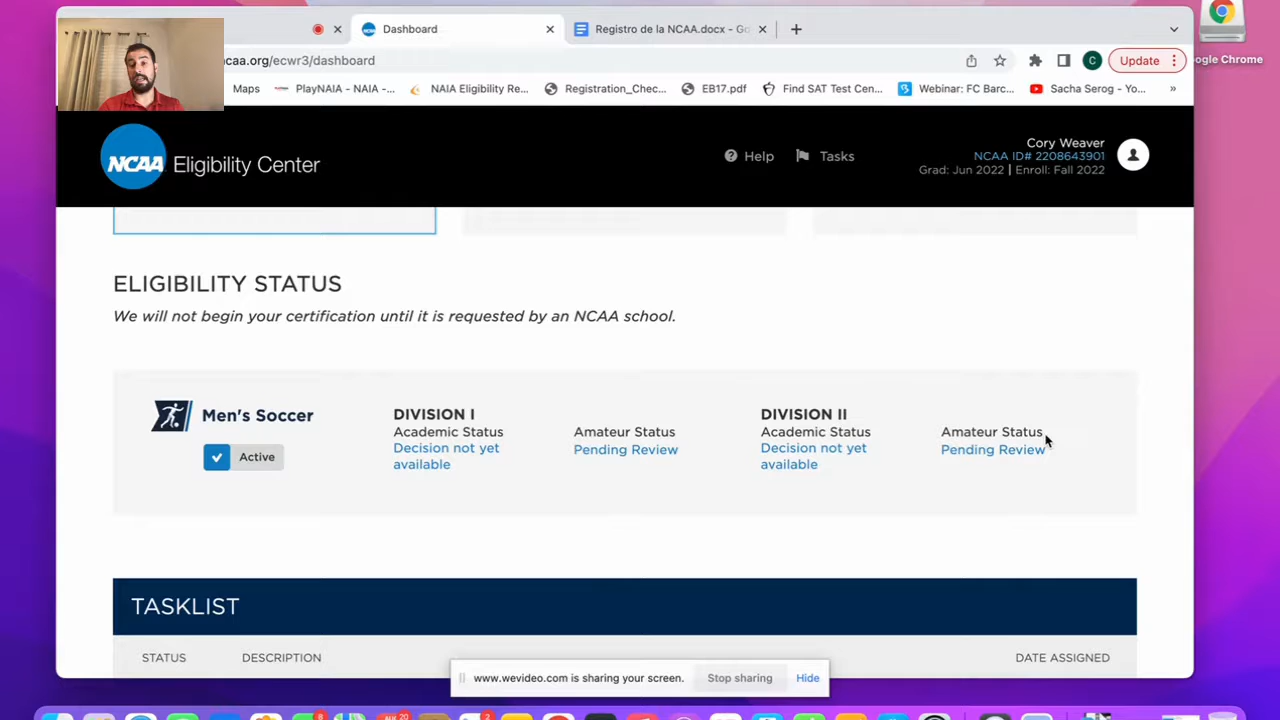 Dashboard
Registro de la NCAA.docx - Go
caa.org/ecwr3/dashboard
C
Update
Google Chrome
Maps
PlayNAIA - NAIA -...
NAIA Eligibility Re...
Registration_Chec...
EB17.pdf
Find SAT Test Cen...
Webinar: FC Barc...
Sacha Serog - Yo...
»
NCAA
Eligibility Center
Help
Tasks
Cory Weaver
NCAA ID# 2208643901
Grad: Jun 2022 | Enroll: Fall 2022
ELIGIBILITY STATUS
We will not begin your certification until it is requested by an NCAA school.
Men's Soccer
Active
DIVISION I
Academic Status
Decision not yet
available
Amateur Status
Pending Review
DIVISION II
Academic Status
Decision not yet
available
Amateur Status
Pending Review
TASKLIST
STATUS
DESCRIPTION
DATE ASSIGNED
www.wevideo.com is sharing your screen.
Stop sharing
Hide